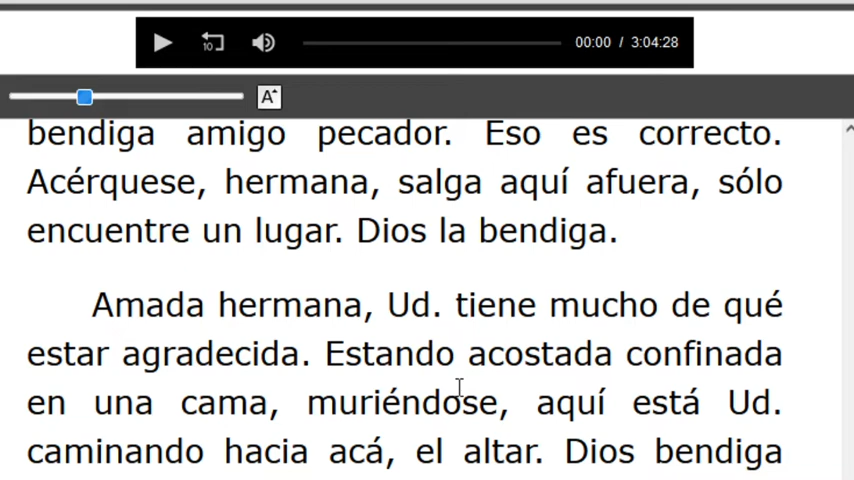 10
00:00 / 3:04:28
A
bendiga amigo pecador. Eso es correcto.
Acérquese, hermana, salga aquí afuera, sólo
encuentre un lugar. Dios la bendiga.
Amada hermana, Ud. tiene mucho de qué
estar agradecida. Estando acostada confinada
en una cama, muriéndose, aquí está Ud.
caminando hacia acá, el altar. Dios bendiga